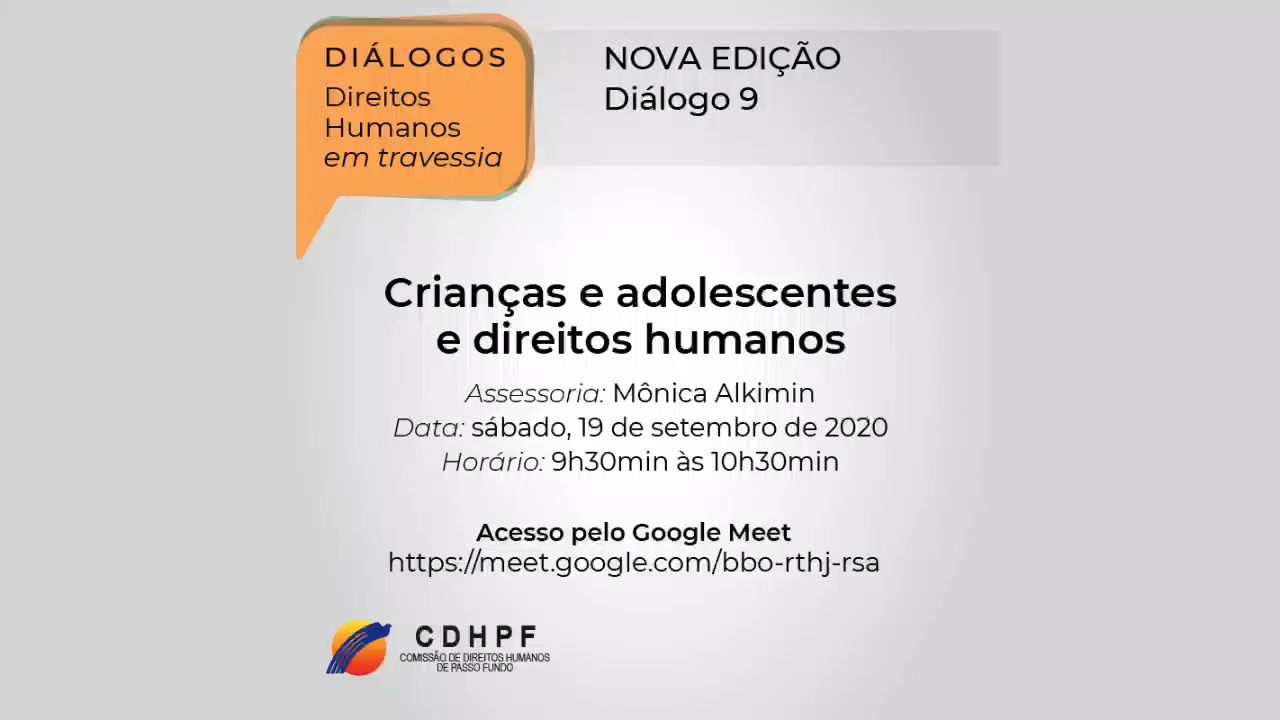 DIÁLOGOS
Direitos
Humanos
em travessia
NOVA EDIÇÃO
Diálogo 9
Crianças e adolescentes
e direitos humanos
Assessoria: Mônica Alkimin
Data: sábado, 19 de setembro de 2020
Horário: 9h30min às 10h30min
Acesso pelo Google Meet
https://meet.google.com/bbo-rthj-rsa
CDHPF
COMISSÃO DE DIREITOS HUMANOS
DE PASSO FUNDO